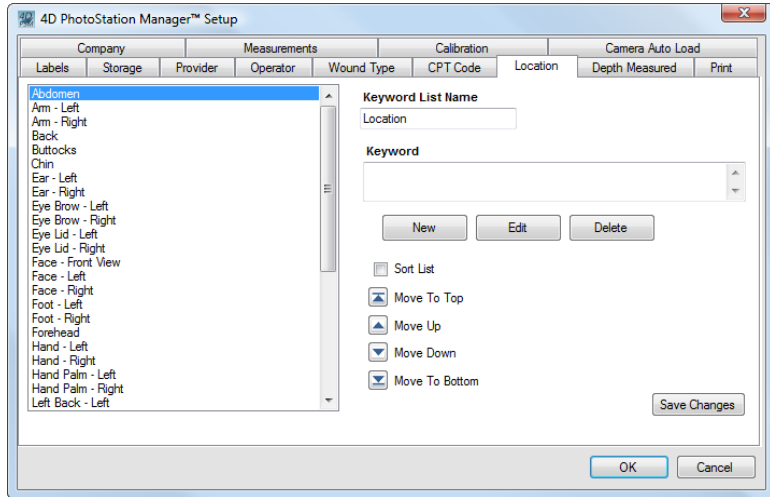 4D PhotoStation Manager™ Setup
Company Measurements Calibration Camera Auto Load
Labels Storage Provider Operator Wound Type CPT Code Location Depth Measured Print
Abdomen
Arm - Left
Arm - Right
Back
Buttocks
Chin
Ear - Left
Ear - Right
Eye Brow - Left
Eye Brow - Right
Eye Lid - Left
Eye Lid - Right
Face - Front View
Face - Left
Face - Right
Foot - Left
Foot - Right
Forehead
Hand - Left
Hand - Right
Hand Palm - Left
Hand Palm - Right
Left Back - Left
Keyword List Name
Location
Keyword
New Edit Delete
Sort List
Move To Top
Move Up
Move Down
Move To Bottom
Save Changes
OK Cancel